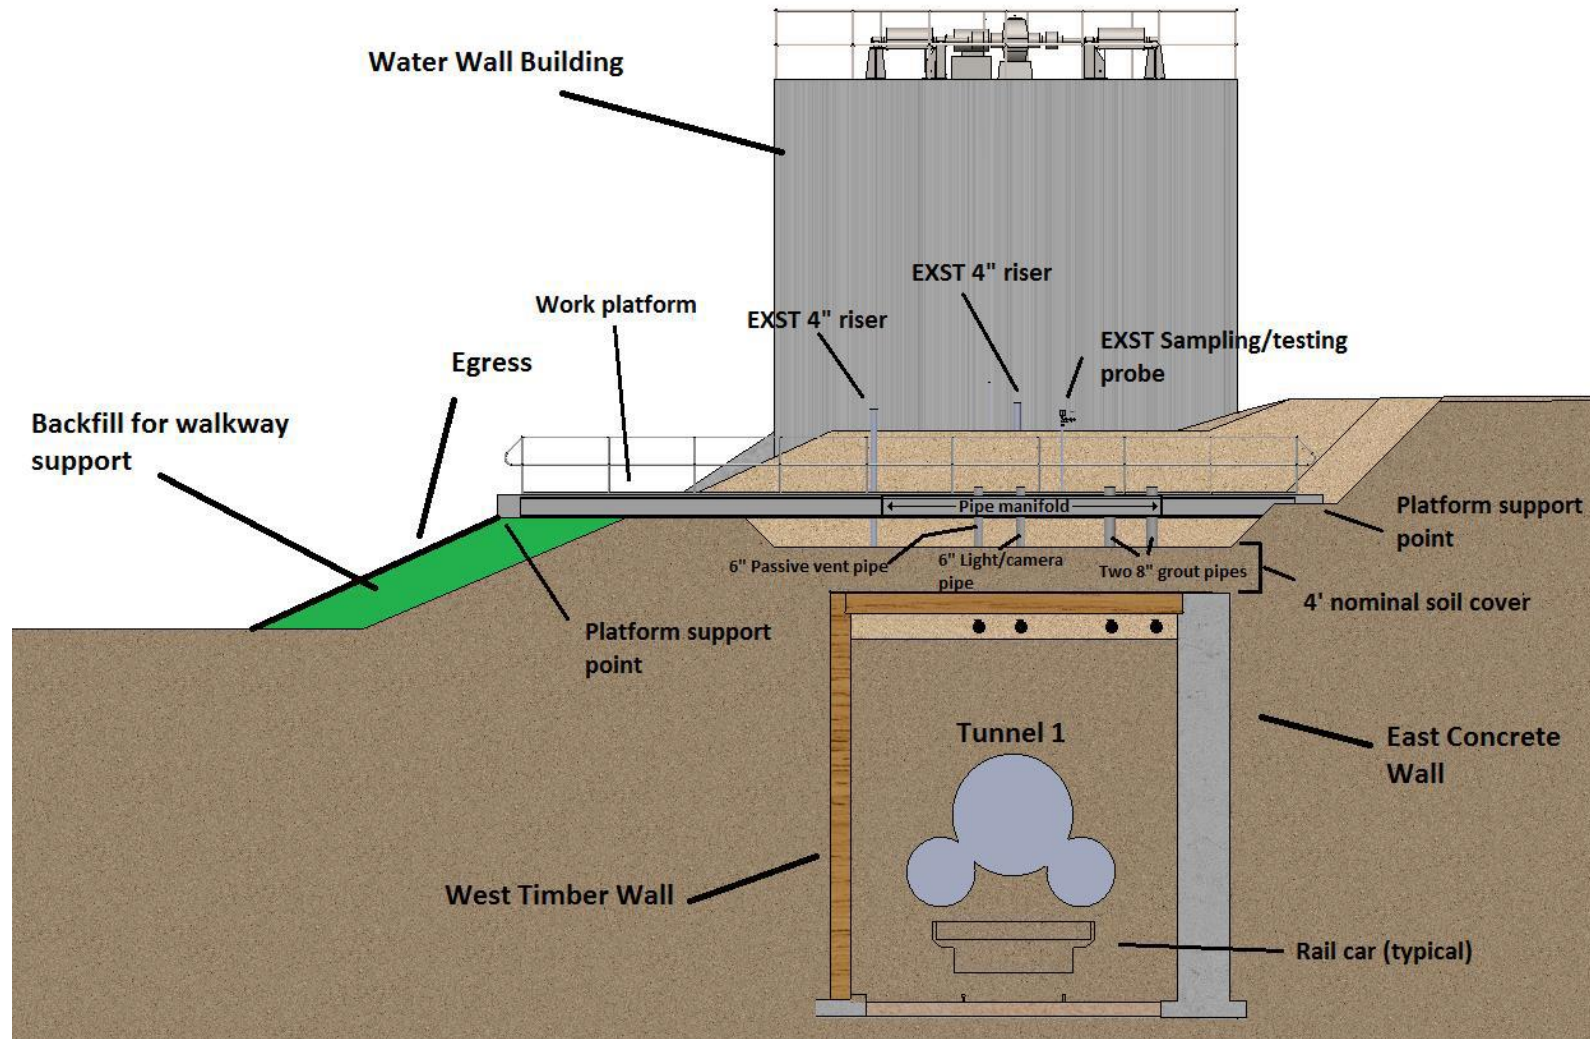 Water Wall Building
EXST 4" riser
Work platform
EXST 4" riser
EXST Sampling/testing
probe
Egress
Backfill for walkway
support
Pipe manifold
Platform support
point
6" Passive vent pipe
6" Light/camera
pipe
Two 8" grout pipes
4' nominal soil cover
Platform support
point
Tunnel 1
East Concrete
Wall
West Timber Wall
Rail car (typical)